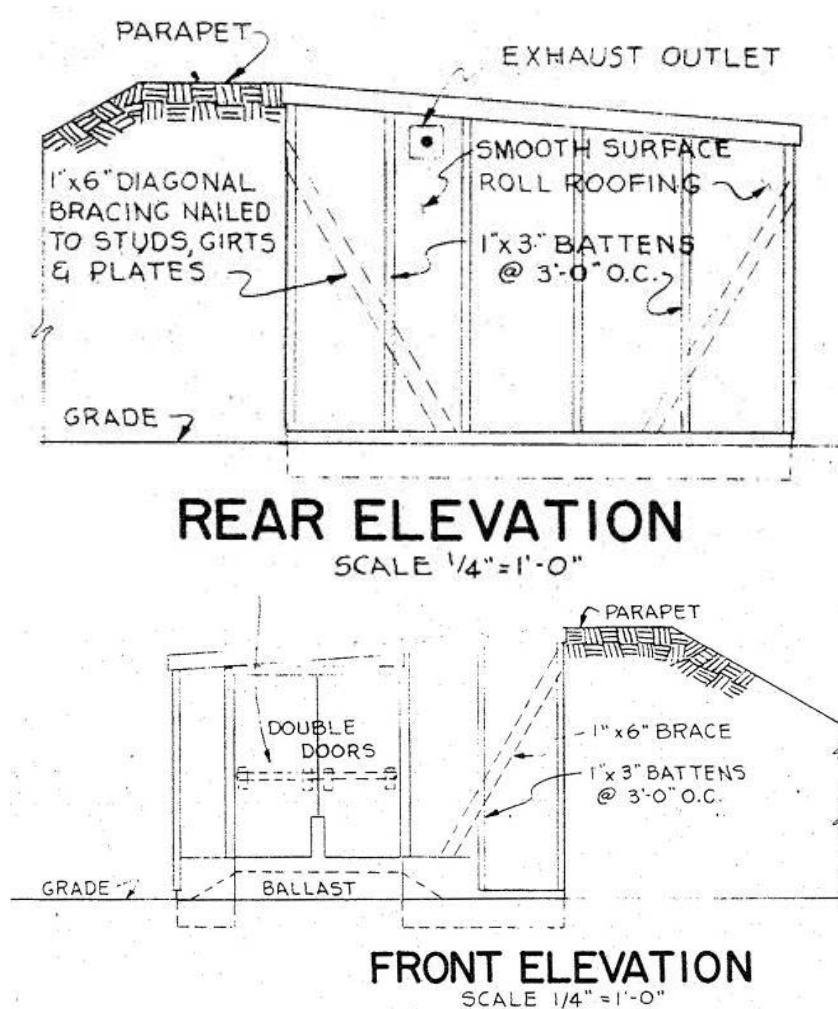 PARAPET
EXHAUST OUTLET
SMOOTH SURFACE
ROLL ROOFING
1"x6" DIAGONAL
BRACING NAILED
TO STUDS, GIRTS
& PLATES
1"x3" BATTENS
@ 3'-0" O.C.
GRADE
REAR ELEVATION
SCALE 1/4"=1'-0"
PARAPET
DOUBLE
DOORS
1"x6" BRACE
1"x3" BATTENS
@ 3'-0" O.C.
GRADE
BALLAST
FRONT ELEVATION
SCALE 1/4"=1'-0"